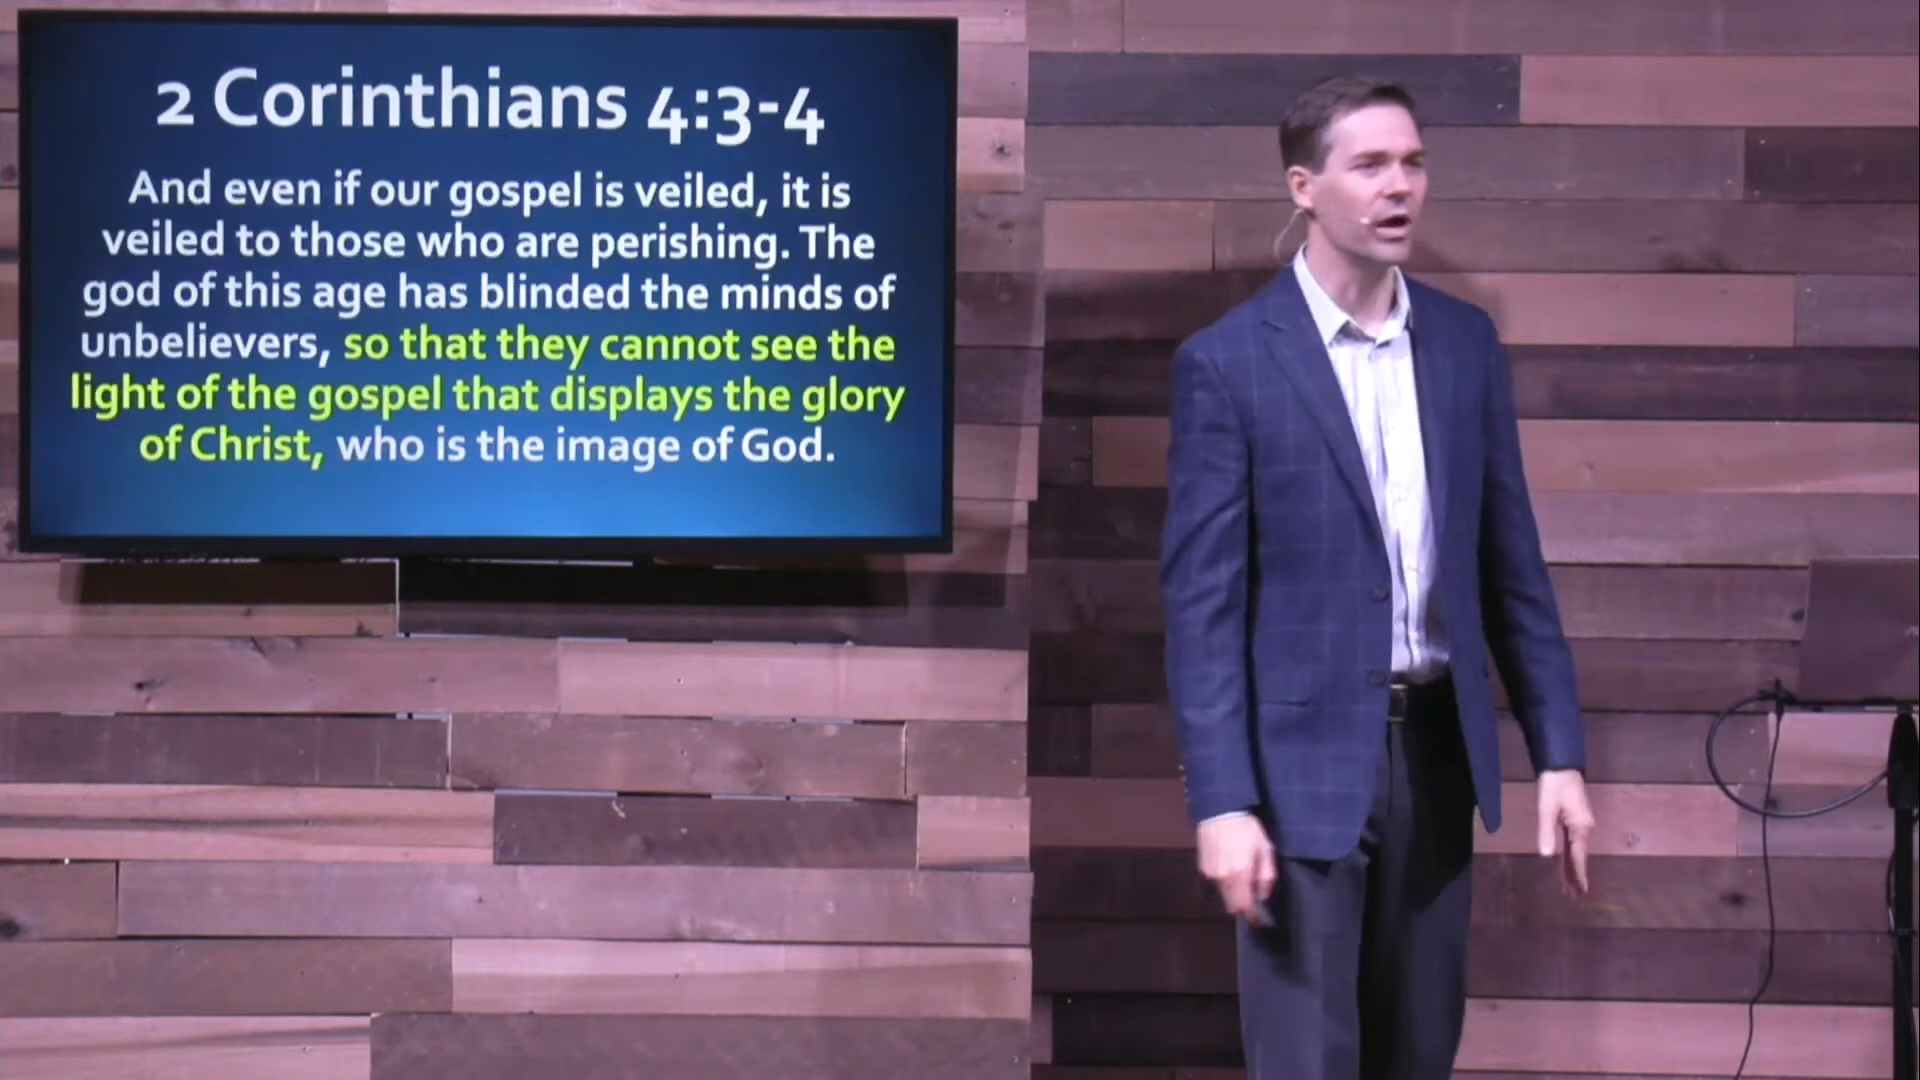 2 Corinthians 4:3-4
And even if our gospel is veiled, it is
veiled to those who are perishing. The
god of this age has blinded the minds of
unbelievers, so that they cannot see the
light of the gospel that displays the glory
of Christ, who is the image of God.